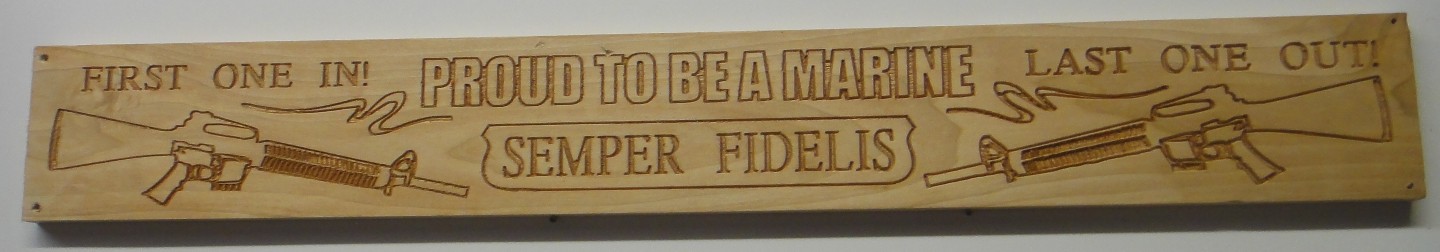 FIRST ONE IN! PROUD TO BE A MARINE LAST ONE OUT!
SEMPER FIDELIS